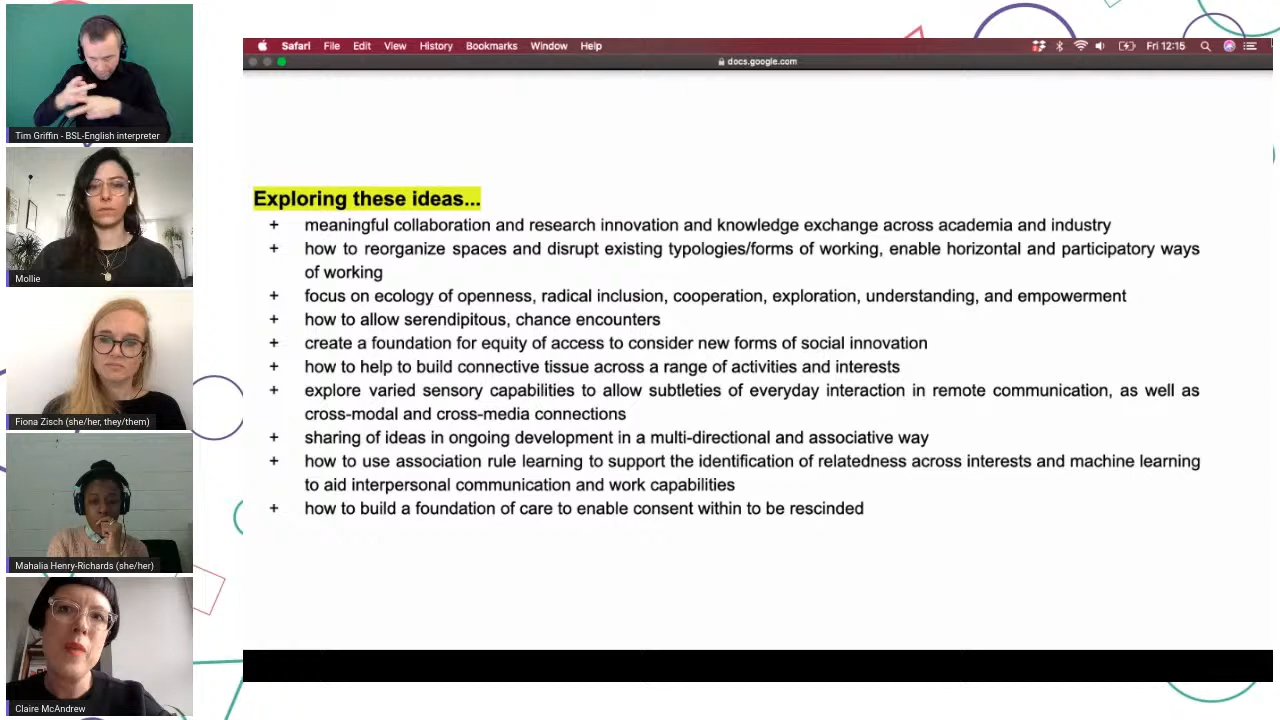 Tim Griffin - BSL-English interpreter
Mollie
Fiona Zisch (she/her, they/them)
Mahalia Henry-Richards (she/her)
Claire McAndrew
Safari File Edit View History Bookmarks Window Help Fri 12:15
docs.google.com
Exploring these ideas...
+ meaningful collaboration and research innovation and knowledge exchange across academia and industry
+ how to reorganize spaces and disrupt existing typologies/forms of working, enable horizontal and participatory ways
of working
+ focus on ecology of openness, radical inclusion, cooperation, exploration, understanding, and empowerment
+ how to allow serendipitous, chance encounters
+ create a foundation for equity of access to consider new forms of social innovation
+ how to help to build connective tissue across a range of activities and interests
+ explore varied sensory capabilities to allow subtleties of everyday interaction in remote communication, as well as
cross-modal and cross-media connections
+ sharing of ideas in ongoing development in a multi-directional and associative way
+ how to use association rule learning to support the identification of relatedness across interests and machine learning
to aid interpersonal communication and work capabilities
+ how to build a foundation of care to enable consent within to be rescinded